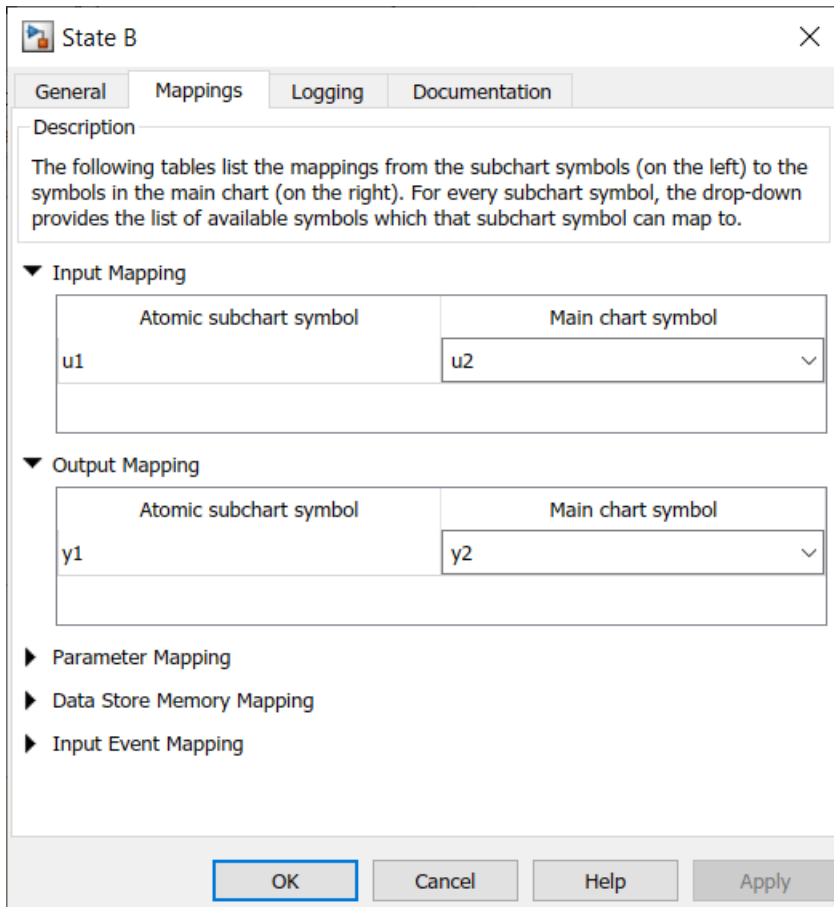 State B
General Mappings Logging Documentation
Description
The following tables list the mappings from the subchart symbols (on the left) to the
symbols in the main chart (on the right). For every subchart symbol, the drop-down
provides the list of available symbols which that subchart symbol can map to.
Input Mapping
Atomic subchart symbol Main chart symbol
u1 u2
Output Mapping
Atomic subchart symbol Main chart symbol
y1 y2
Parameter Mapping
Data Store Memory Mapping
Input Event Mapping
OK Cancel Help Apply